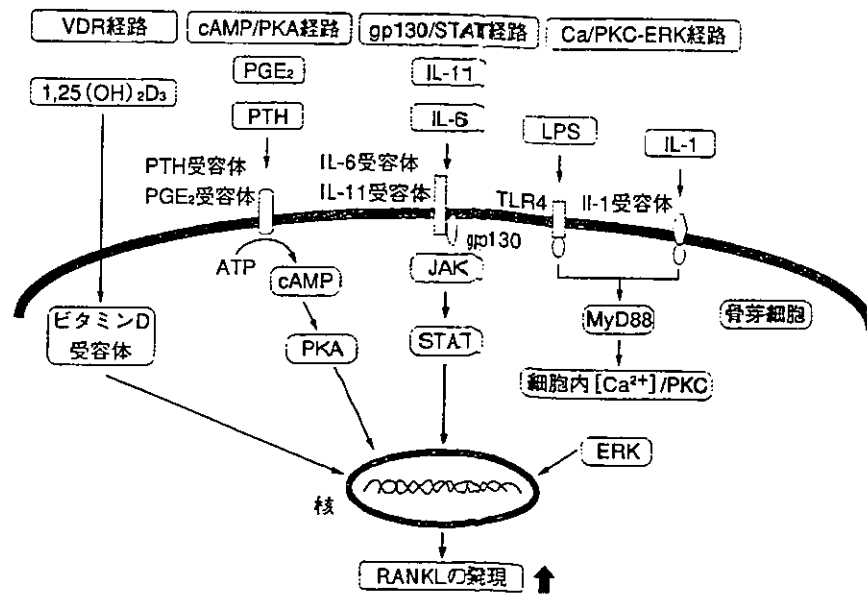 VDR経路
cAMP/PKA経路
gp130/STAT経路
Ca/PKC-ERK経路
1,25(OH)₂D₃
PGE₂
PTH
IL-11
IL-6
LPS
IL-1
PTH受容体
PGE₂受容体
IL-6受容体
IL-11受容体
TLR4
Il-1受容体
gp130
ATP
cAMP
JAK
ビタミンD
受容体
PKA
STAT
MyD88
骨芽細胞
細胞内[Ca²⁺]/PKC
ERK
核
RANKLの発現